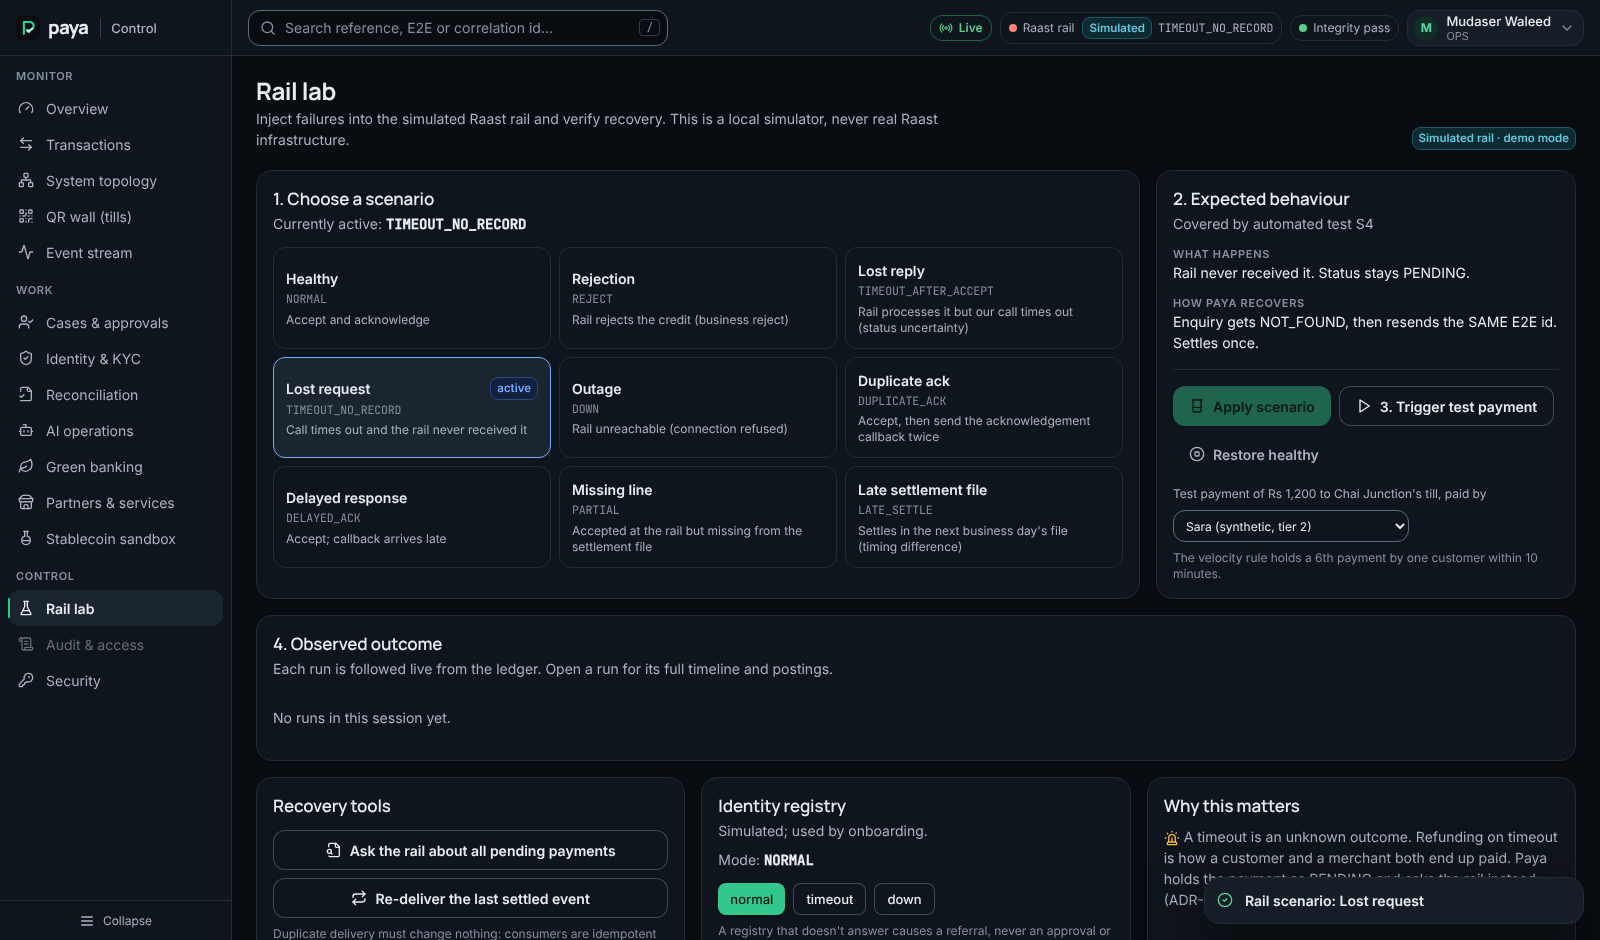 paya
Control
Search reference, E2E or correlation id...
/
Live
Raast rail
Simulated
TIMEOUT_NO_RECORD
Integrity pass
M
Mudaser Waleed
OPS
MONITOR
Overview
Transactions
System topology
QR wall (tills)
Event stream
WORK
Cases & approvals
Identity & KYC
Reconciliation
AI operations
Green banking
Partners & services
Stablecoin sandbox
CONTROL
Rail lab
Audit & access
Security
Collapse
Rail lab
Inject failures into the simulated Raast rail and verify recovery. This is a local simulator, never real Raast
infrastructure.
Simulated rail · demo mode
1. Choose a scenario
Currently active: TIMEOUT_NO_RECORD
Healthy
NORMAL
Accept and acknowledge
Rejection
REJECT
Rail rejects the credit (business reject)
Lost reply
TIMEOUT_AFTER_ACCEPT
Rail processes it but our call times out
(status uncertainty)
Lost request
active
TIMEOUT_NO_RECORD
Call times out and the rail never received it
Outage
DOWN
Rail unreachable (connection refused)
Duplicate ack
DUPLICATE_ACK
Accept, then send the acknowledgement
callback twice
Delayed response
DELAYED_ACK
Accept; callback arrives late
Missing line
PARTIAL
Accepted at the rail but missing from the
settlement file
Late settlement file
LATE_SETTLE
Settles in the next business day's file
(timing difference)
2. Expected behaviour
Covered by automated test S4
WHAT HAPPENS
Rail never received it. Status stays PENDING.
HOW PAYA RECOVERS
Enquiry gets NOT_FOUND, then resends the SAME E2E id.
Settles once.
Apply scenario
3. Trigger test payment
Restore healthy
Test payment of Rs 1,200 to Chai Junction's till, paid by
Sara (synthetic, tier 2)
The velocity rule holds a 6th payment by one customer within 10
minutes.
4. Observed outcome
Each run is followed live from the ledger. Open a run for its full timeline and postings.
No runs in this session yet.
Recovery tools
Ask the rail about all pending payments
Re-deliver the last settled event
Duplicate delivery must change nothing: consumers are idempotent
Identity registry
Simulated; used by onboarding.
Mode: NORMAL
normal
timeout
down
A registry that doesn't answer causes a referral, never an approval or
Why this matters
A timeout is an unknown outcome. Refunding on timeout
is how a customer and a merchant both end up paid. Paya
holds the payment as PENDING and asks the rail instead
(ADR-
Rail scenario: Lost request